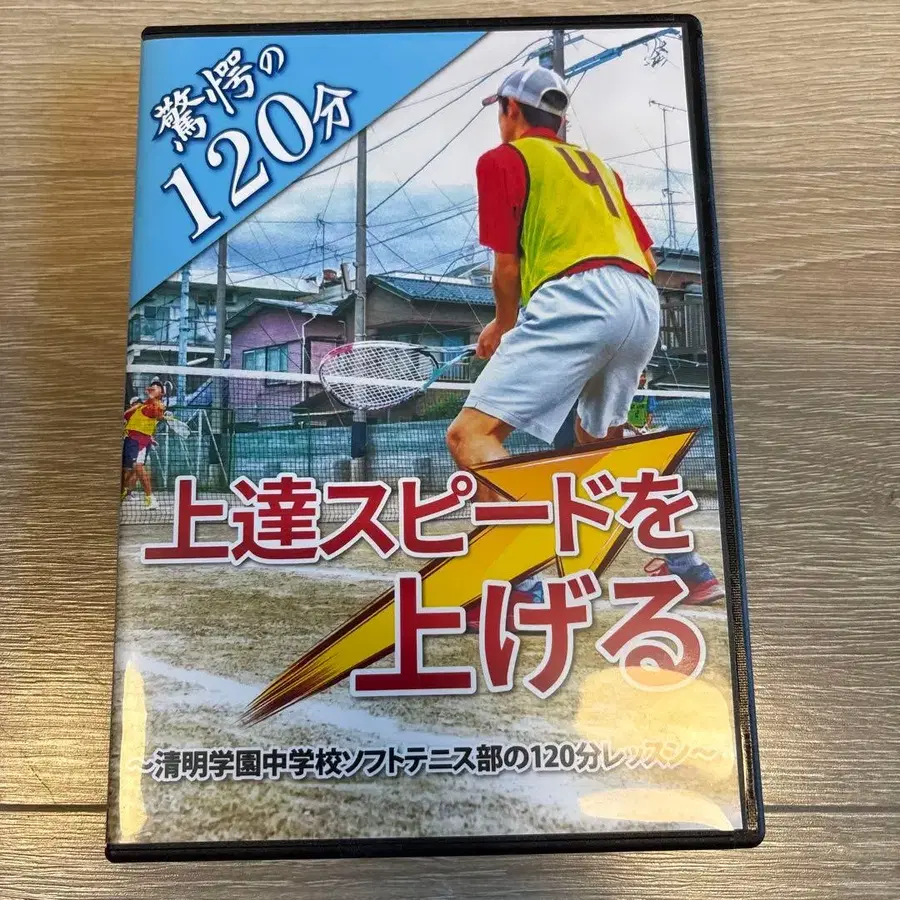 驚愕の
120分
4
上達スピードを
上げる
~清明学園中学校ソフトテニス部の120分レッスン~